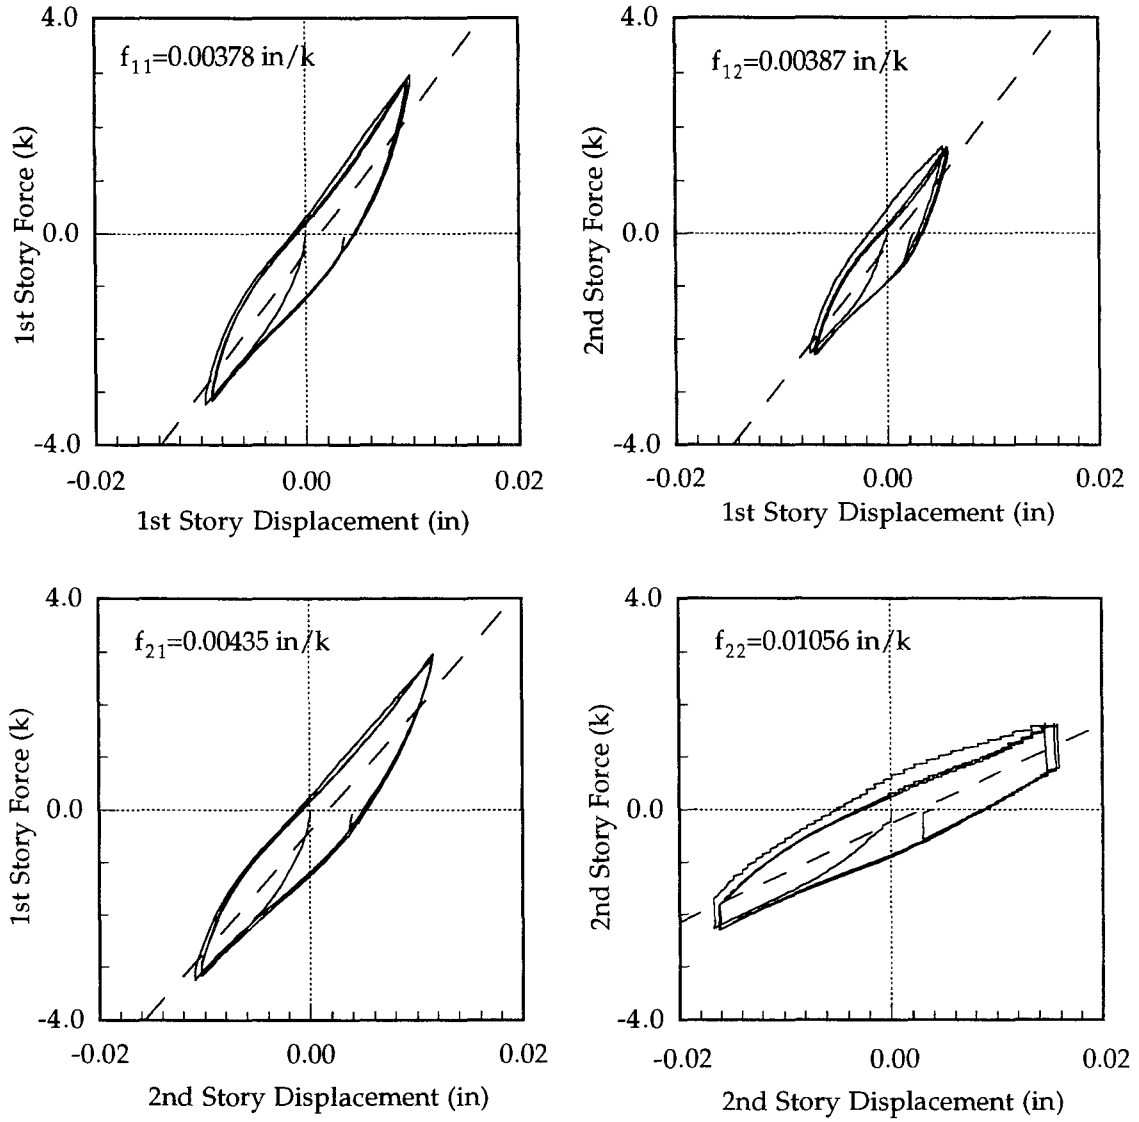 4.0
f11=0.00378 in/k
1st Story Force (k)
0.0
-4.0
-0.02
0.00
0.02
1st Story Displacement (in)
4.0
f12=0.00387 in/k
2nd Story Force (k)
0.0
-4.0
-0.02
0.00
0.02
1st Story Displacement (in)
4.0
f21=0.00435 in/k
1st Story Force (k)
0.0
-4.0
-0.02
0.00
0.02
2nd Story Displacement (in)
4.0
f22=0.01056 in/k
2nd Story Force (k)
0.0
-4.0
-0.02
0.00
0.02
2nd Story Displacement (in)